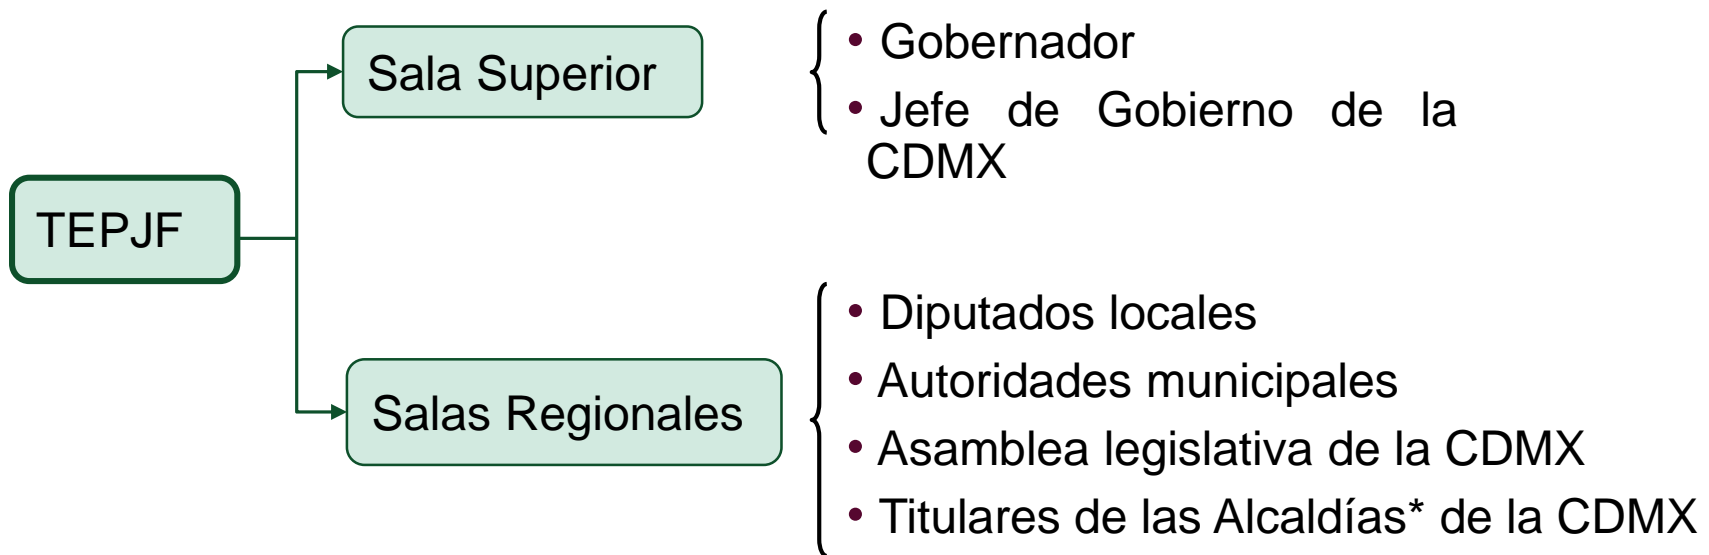 TEPJF
Sala Superior
• Gobernador
• Jefe de Gobierno de la
CDMX
Salas Regionales
• Diputados locales
• Autoridades municipales
• Asamblea legislativa de la CDMX
• Titulares de las Alcaldías* de la CDMX